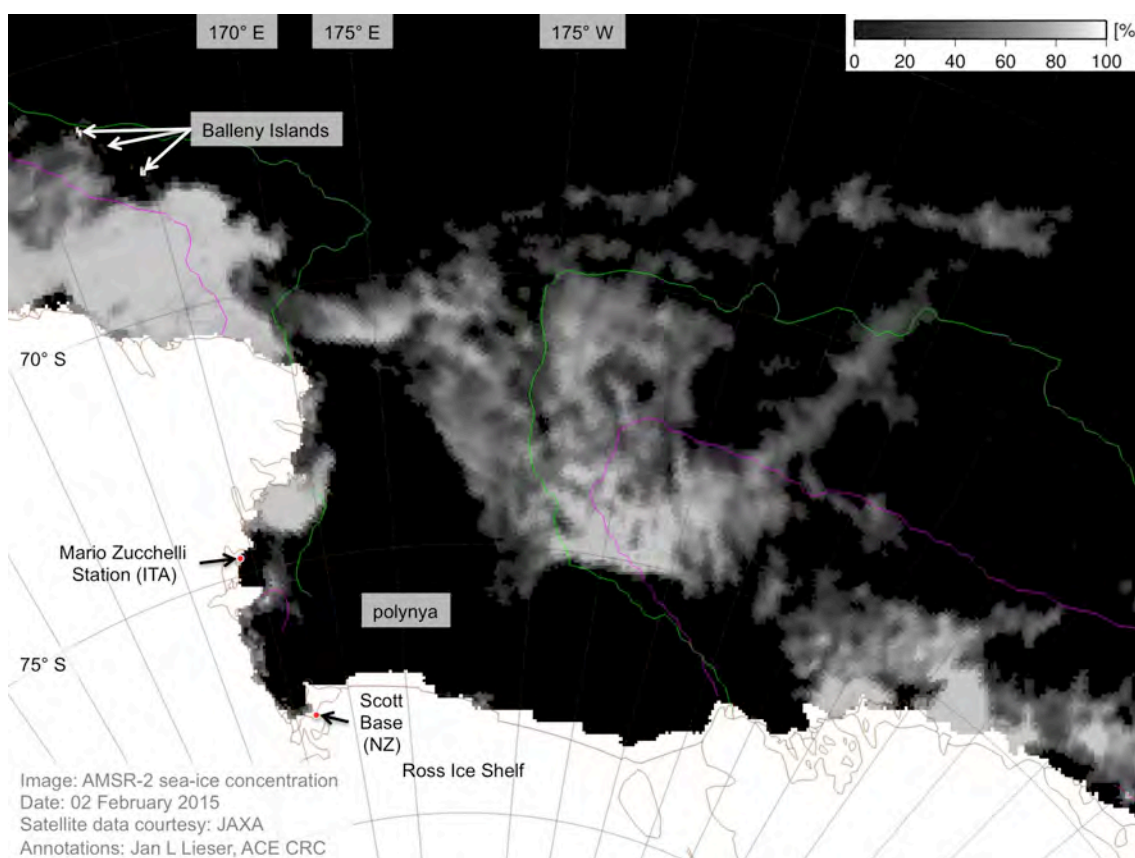 170° E
175° E
175° W
[%
0 20 40 60 80 100
Balleny Islands
70° S
Mario Zucchelli
Station (ITA)
polynya
75° S
Scott
Base
(NZ)
Ross Ice Shelf
Image: AMSR-2 sea-ice concentration
Date: 02 February 2015
Satellite data courtesy: JAXA
Annotations: Jan L Lieser, ACE CRC